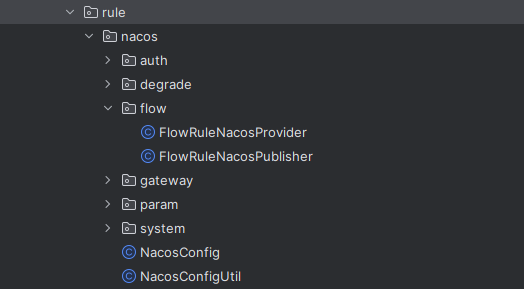 rule
nacos
auth
degrade
flow
FlowRuleNacosProvider
FlowRuleNacosPublisher
gateway
param
system
NacosConfig
NacosConfigUtil